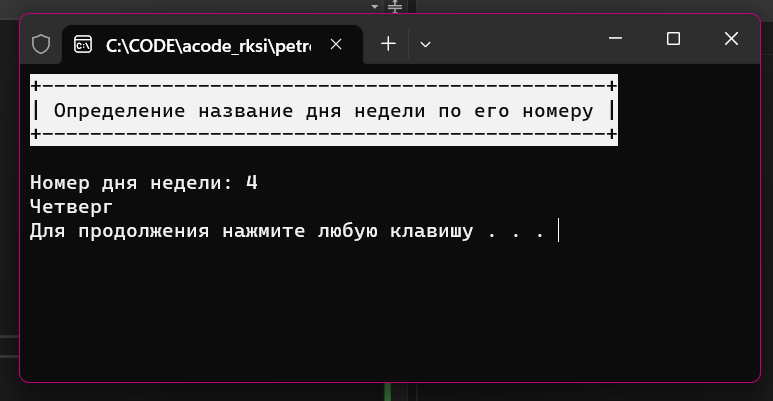 C:\CODE\acode_rksi\petr
+-----------------------------------------------+
| Определение название дня недели по его номеру |
+-----------------------------------------------+
Номер дня недели: 4
Четверг
Для продолжения нажмите любую клавишу . . .